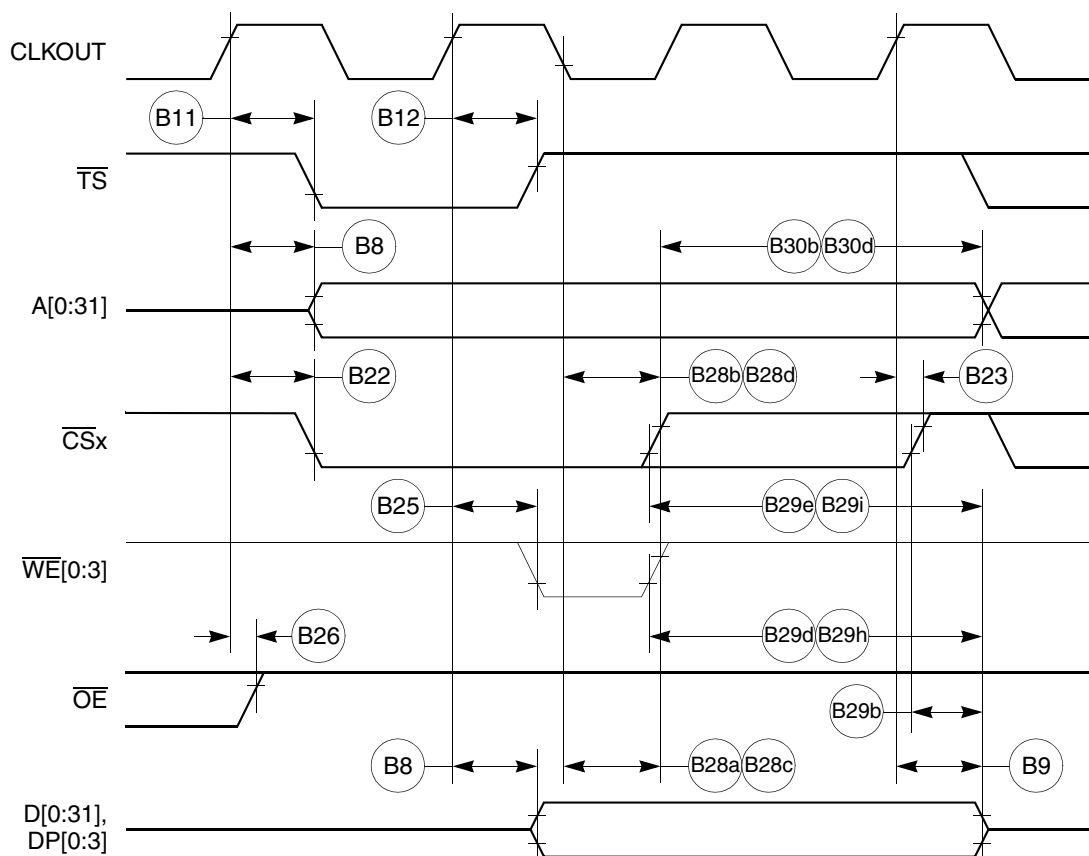 CLKOUT
B11
B12
TS
B8
B30b B30d
A[0:31]
B22
B28b B28d
B23
CSx
B25
B29e B29i
WE[0:3]
B26
B29d B29h
OE
B29b
B8
B28a B28c
B9
D[0:31],
DP[0:3]